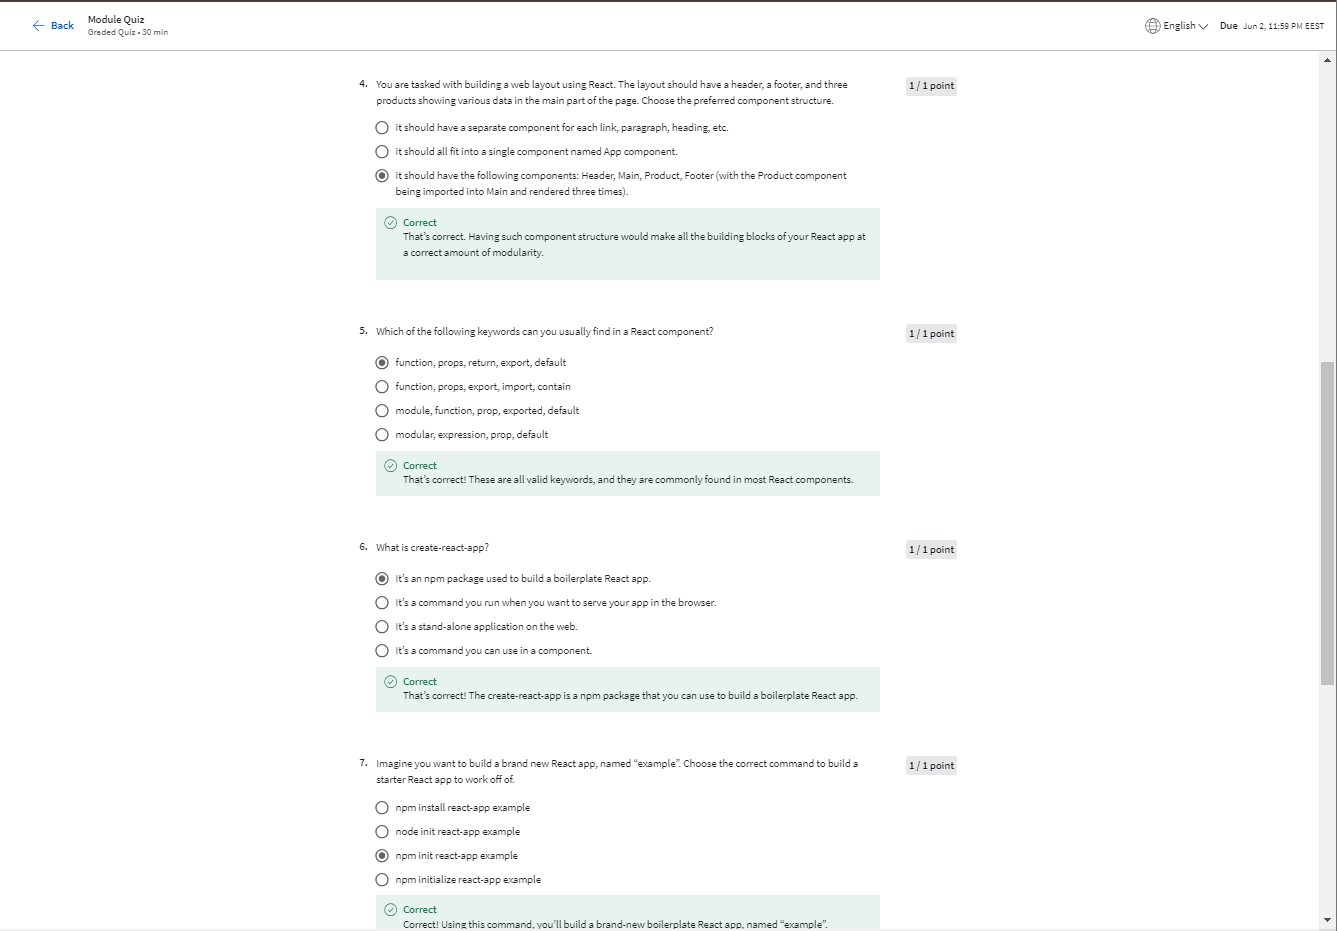 Back
Module Quiz
Graded Quiz • 30 min
English
Due Jun 2, 11:59 PM EEST
4. You are tasked with building a web layout using React. The layout should have a header, a footer, and three
products showing various data in the main part of the page. Choose the preferred component structure.
1 / 1 point
It should have a separate component for each link, paragraph, heading, etc.
It should all fit into a single component named App component.
It should have the following components: Header, Main, Product, Footer (with the Product component
being imported into Main and rendered three times).
Correct
That's correct. Having such component structure would make all the building blocks of your React app at
a correct amount of modularity.
5. Which of the following keywords can you usually find in a React component?
1 / 1 point
function, props, return, export, default
function, props, export, import, contain
module, function, prop, exported, default
modular, expression, prop, default
Correct
That's correct! These are all valid keywords, and they are commonly found in most React components.
6. What is create-react-app?
1 / 1 point
It's an npm package used to build a boilerplate React app.
It's a command you run when you want to serve your app in the browser.
It's a stand-alone application on the web.
It's a command you can use in a component.
Correct
That's correct! The create-react-app is a npm package that you can use to build a boilerplate React app.
7. Imagine you want to build a brand new React app, named “example”. Choose the correct command to build a
starter React app to work off of.
1 / 1 point
npm install react-app example
node init react-app example
npm init react-app example
npm initialize react-app example
Correct
Correct! Using this command, you'll build a brand-new boilerplate React app, named “example”.